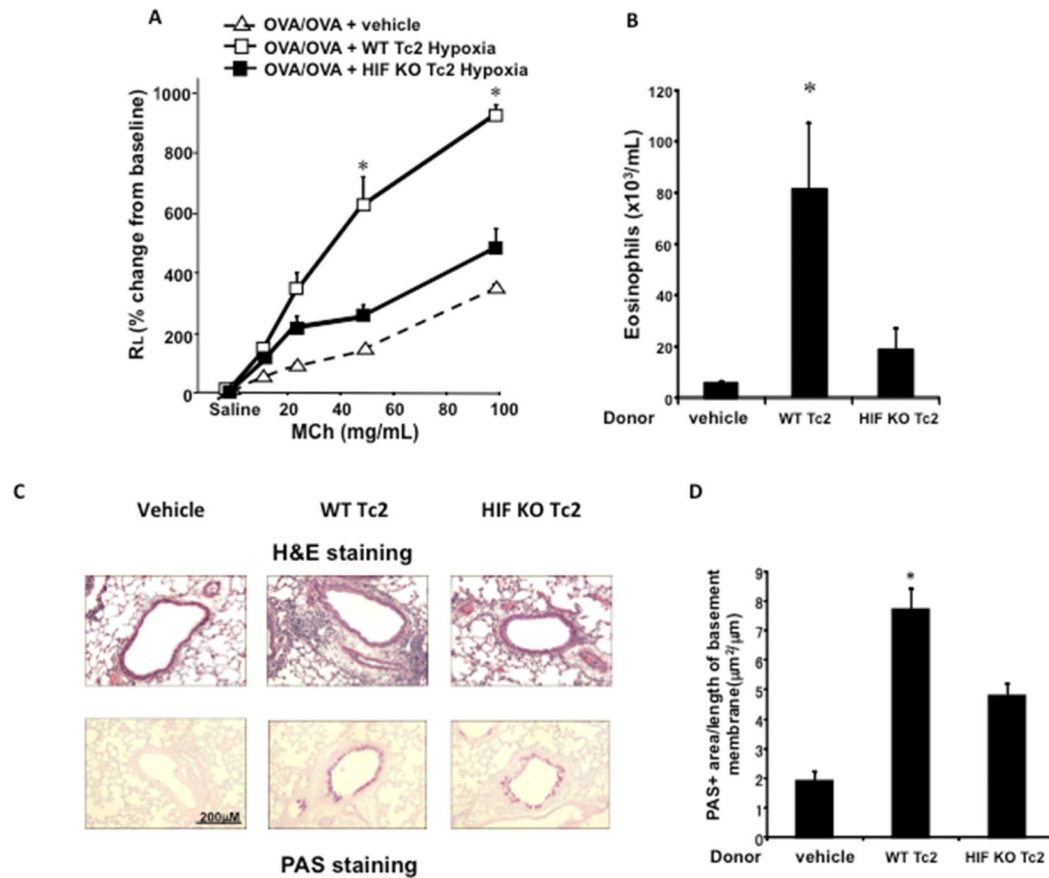 A
OVA/OVA + vehicle
OVA/OVA + WT Tc2 Hypoxia
OVA/OVA + HIF KO Tc2 Hypoxia
RL (% change from baseline)
1000
800
600
400
200
0
*
*
Saline 20 40 60 80 100
MCh (mg/mL)
B
Eosinophils (x10³/mL)
120
100
80
60
40
20
0
*
Donor vehicle WT Tc2 HIF KO Tc2
C
Vehicle WT Tc2 HIF KO Tc2
H&E staining
200μM
PAS staining
D
PAS+ area/length of basement
membrane(μm²/μm)
9
8
7
6
5
4
3
2
1
0
*
Donor vehicle WT Tc2 HIF KO Tc2